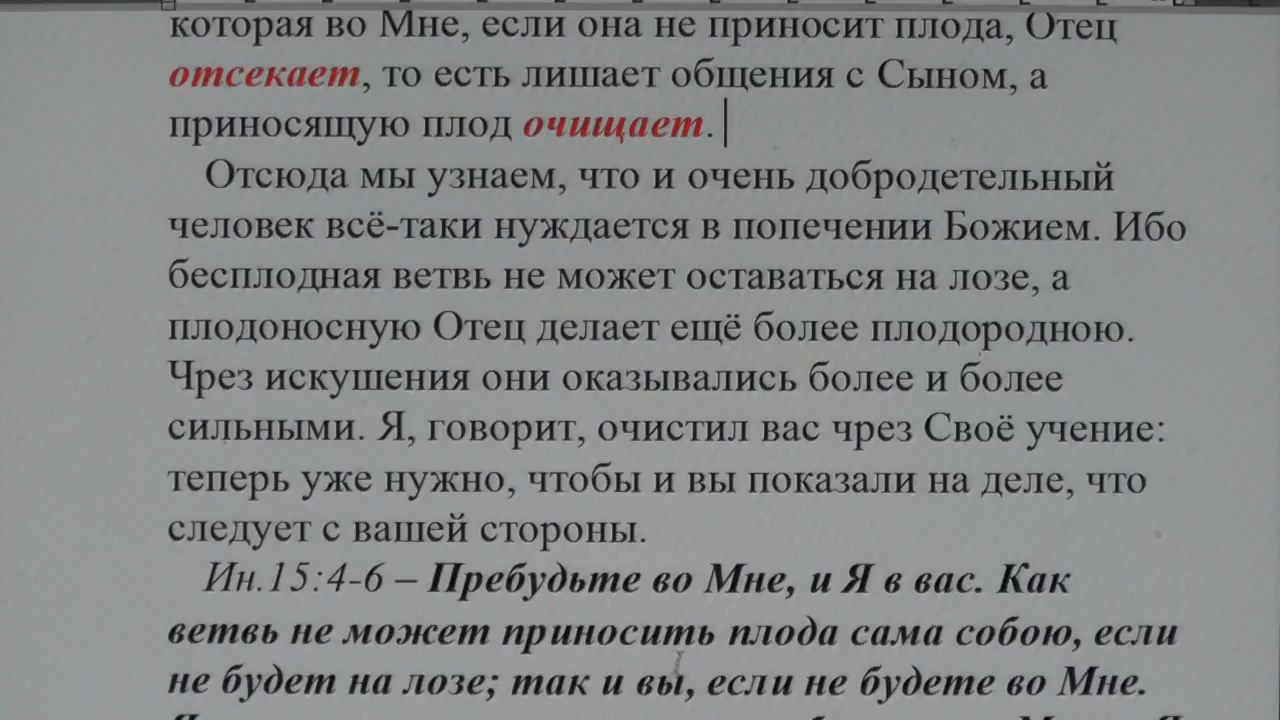 которая во Мне, если она не приносит плода, Отец
отсекает, то есть лишает общения с Сыном, а
приносящую плод очищает.
Отсюда мы узнаем, что и очень добродетельный
человек всё-таки нуждается в попечении Божием. Ибо
бесплодная ветвь не может оставаться на лозе, а
плодоносную Отец делает ещё более плодородною.
Чрез искушения они оказывались более и более
сильными. Я, говорит, очистил вас чрез Своё учение:
теперь уже нужно, чтобы и вы показали на деле, что
следует с вашей стороны.
Ин.15:4-6 – Пребудьте во Мне, и Я в вас. Как
ветвь не может приносить плода сама собою, если
не будет на лозе; так и вы, если не будете во Мне.